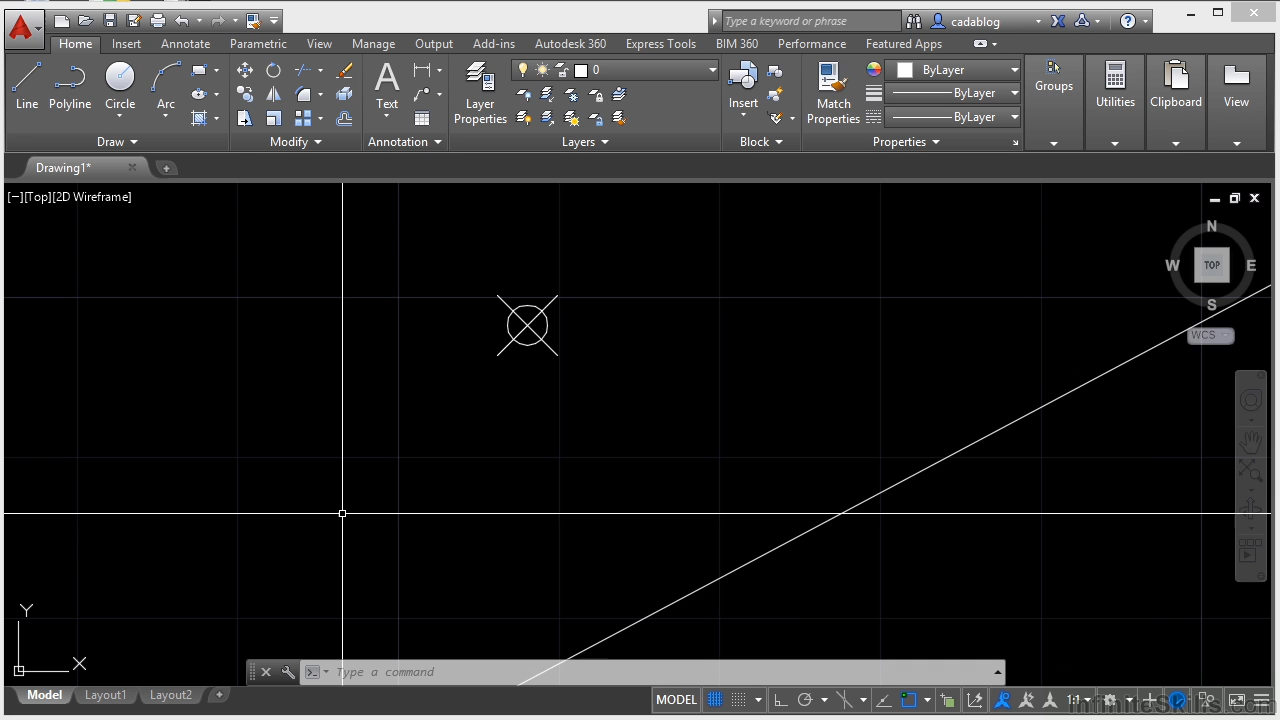 Type a keyword or phrase
cadablog
Home Insert Annotate Parametric View Manage Output Add-ins Autodesk 360 Express Tools BIM 360 Performance Featured Apps
Line Polyline Circle Arc Text Layer Properties 0 Insert Match Properties ByLayer ByLayer ByLayer Groups Utilities Clipboard View
Draw Modify Annotation Layers Block Properties
Drawing1*
[−][Top][2D Wireframe]
N
W TOP E
S
WCS
Y
X
Type a command
Model Layout1 Layout2 MODEL 1:1
InfiniteSkills.com